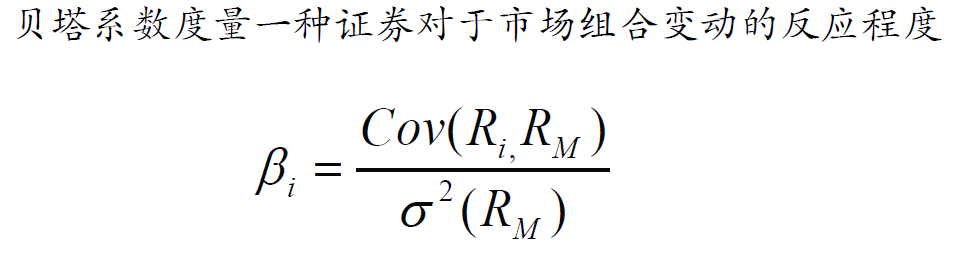 贝塔系数度量一种证券对于市场组合变动的反应程度
β_i = Cov(R_i, R_M) / σ²(R_M)